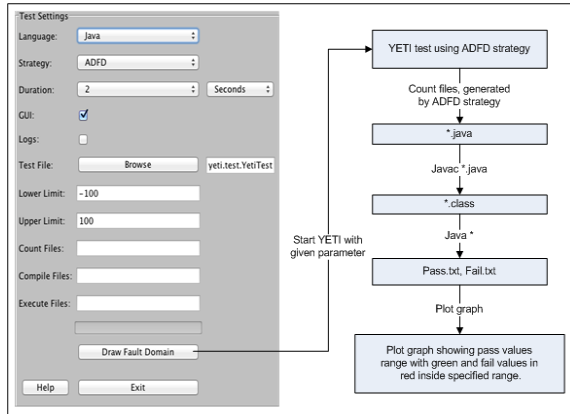 Test Settings
Language: Java
Strategy: ADFD
Duration: 2 Seconds
GUI:
Logs:
Test File: Browse yeti.test.YetiTest
Lower Limit: -100
Upper Limit: 100
Count Files:
Compile Files:
Execute Files:
Draw Fault Domain
Help Exit
Start YETI with
given parameter
YETI test using ADFD strategy
Count files, generated
by ADFD strategy
*.java
Javac *.java
*.class
Java *
Pass.txt, Fail.txt
Plot graph
Plot graph showing pass values
range with green and fail values in
red inside specified range.